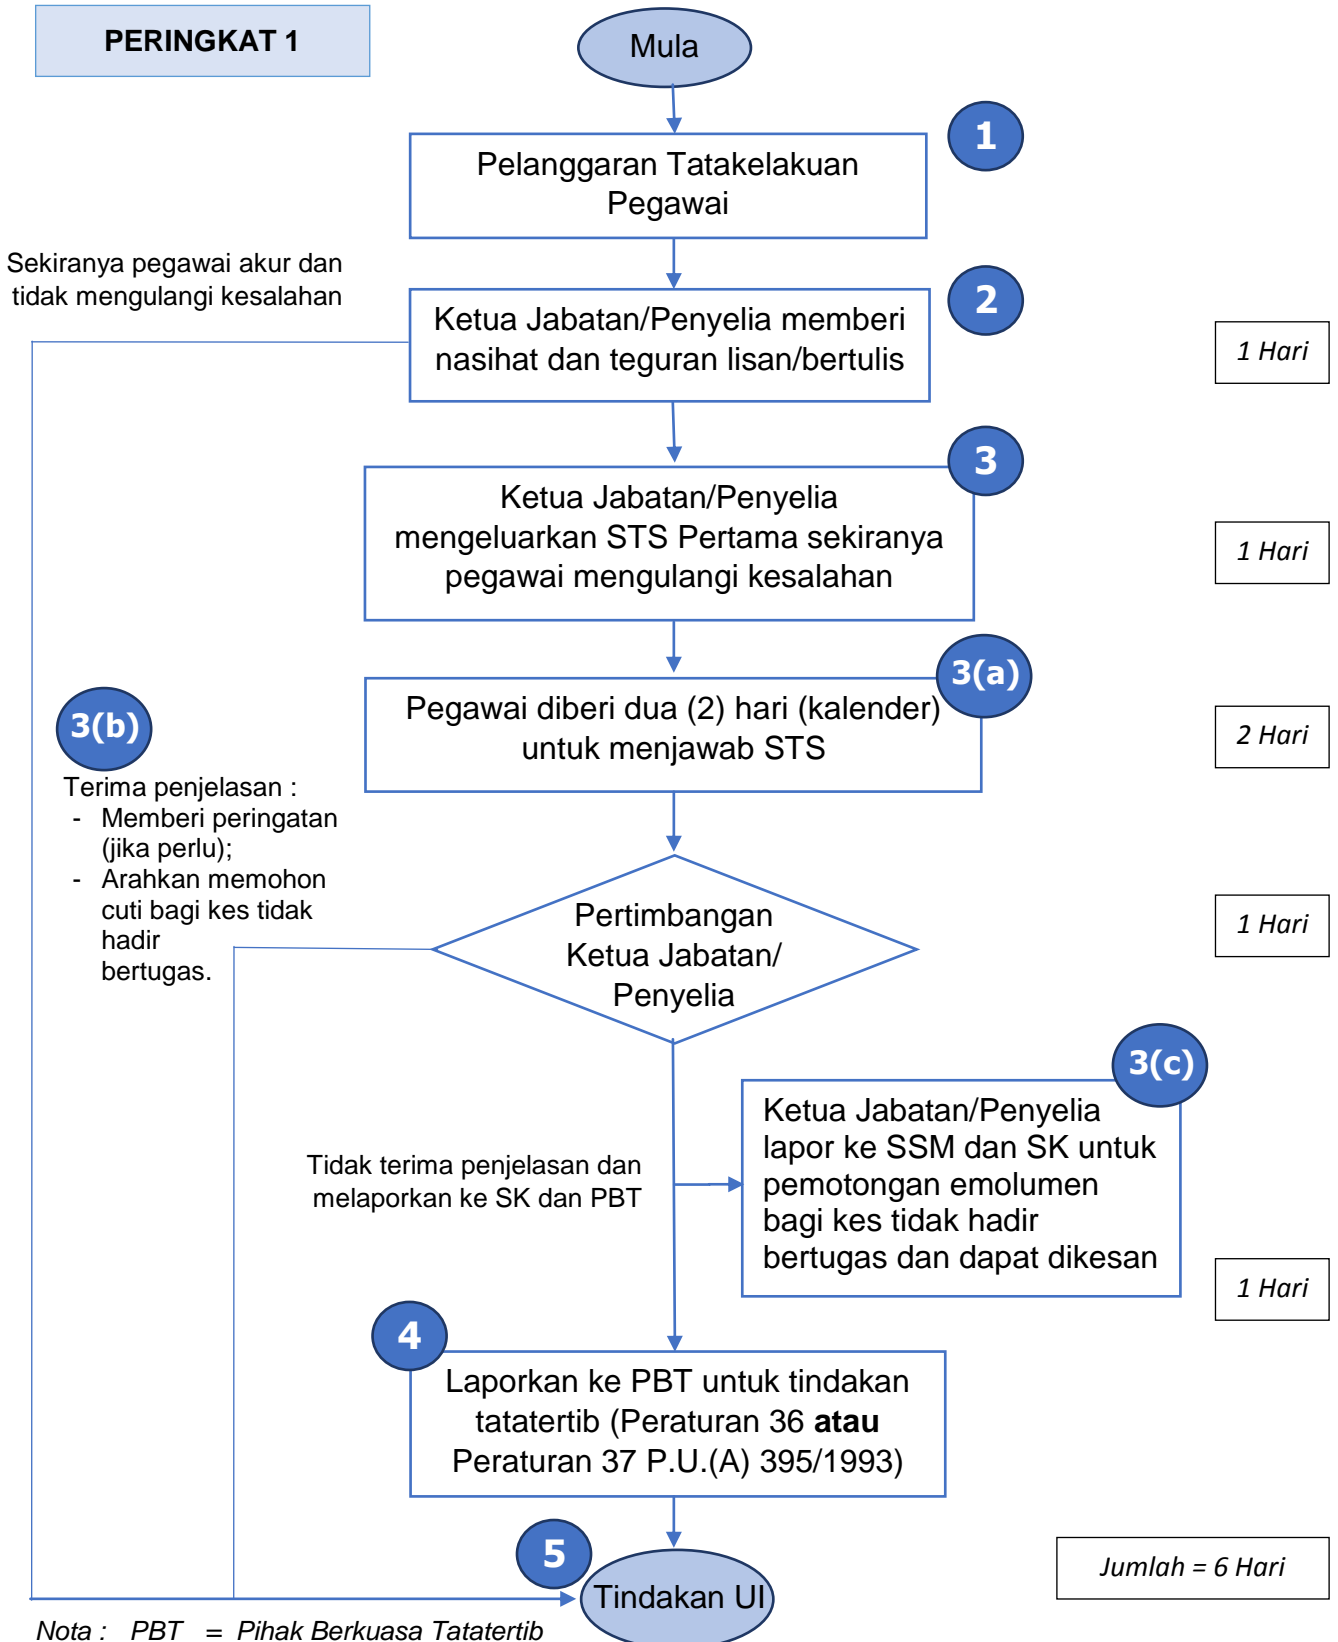 PERINGKAT 1
Mula
1
Pelanggaran Tatakelakuan
Pegawai
Sekiranya pegawai akur dan
tidak mengulangi kesalahan
2
Ketua Jabatan/Penyelia memberi
nasihat dan teguran lisan/bertulis
1 Hari
3
Ketua Jabatan/Penyelia
mengeluarkan STS Pertama sekiranya
pegawai mengulangi kesalahan
1 Hari
3(a)
Pegawai diberi dua (2) hari (kalender)
untuk menjawab STS
2 Hari
3(b)
Terima penjelasan :
- Memberi peringatan
(jika perlu);
- Arahkan memohon
cuti bagi kes tidak
hadir
bertugas.
Pertimbangan
Ketua Jabatan/
Penyelia
1 Hari
3(c)
Ketua Jabatan/Penyelia
lapor ke SSM dan SK untuk
pemotongan emolumen
bagi kes tidak hadir
bertugas dan dapat dikesan
Tidak terima penjelasan dan
melaporkan ke SK dan PBT
1 Hari
4
Laporkan ke PBT untuk tindakan
tatatertib (Peraturan 36 atau
Peraturan 37 P.U.(A) 395/1993)
5
Tindakan UI
Jumlah = 6 Hari
Nota : PBT = Pihak Berkuasa Tatatertib